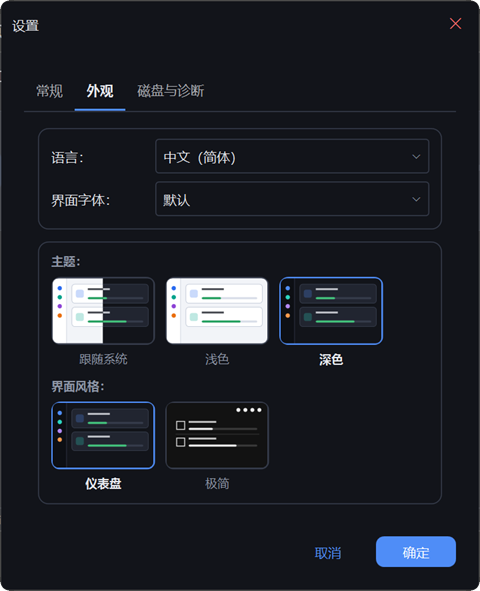 设置
常规 外观 磁盘与诊断
语言： 中文（简体）
界面字体： 默认
主题：
跟随系统 浅色 深色
界面风格：
仪表盘 极简
取消 确定